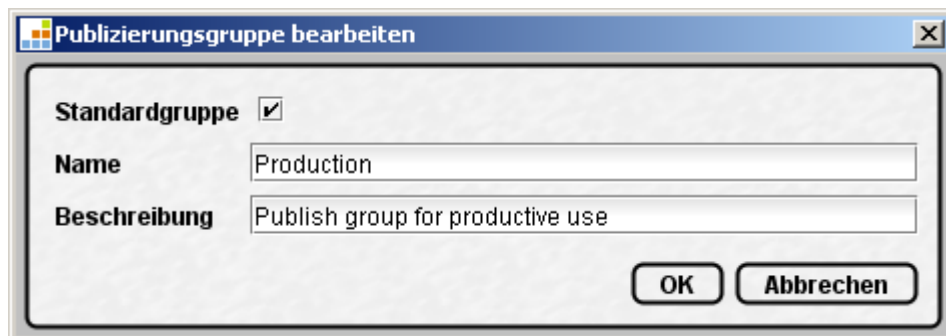 Publizierungsgruppe bearbeiten
Standardgruppe
Name Production
Beschreibung Publish group for productive use
OK Abbrechen